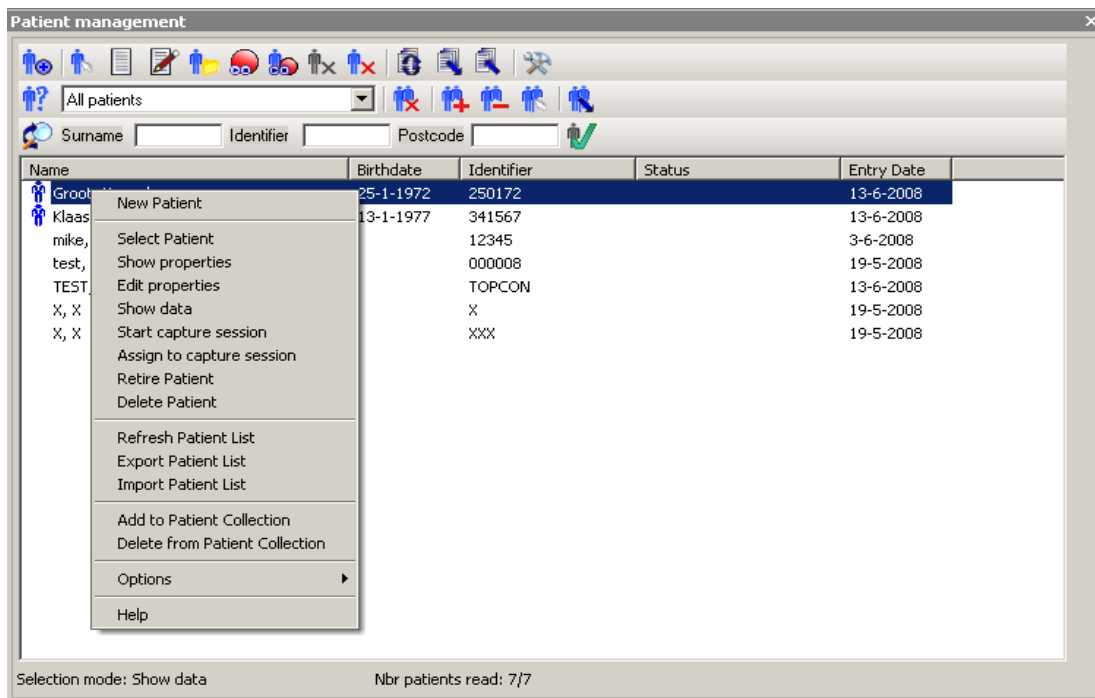 Patient management
All patients
Surname Identifier Postcode
Name Birthdate Identifier Status Entry Date
25-1-1972 250172 13-6-2008
Klaas 13-1-1977 341567 13-6-2008
mike, 12345 3-6-2008
test, 000008 19-5-2008
TEST_ TOPCON 13-6-2008
X, X X 19-5-2008
X, X XXX 19-5-2008
New Patient
Select Patient
Show properties
Edit properties
Show data
Start capture session
Assign to capture session
Retire Patient
Delete Patient
Refresh Patient List
Export Patient List
Import Patient List
Add to Patient Collection
Delete from Patient Collection
Options
Help
Selection mode: Show data Nbr patients read: 7/7